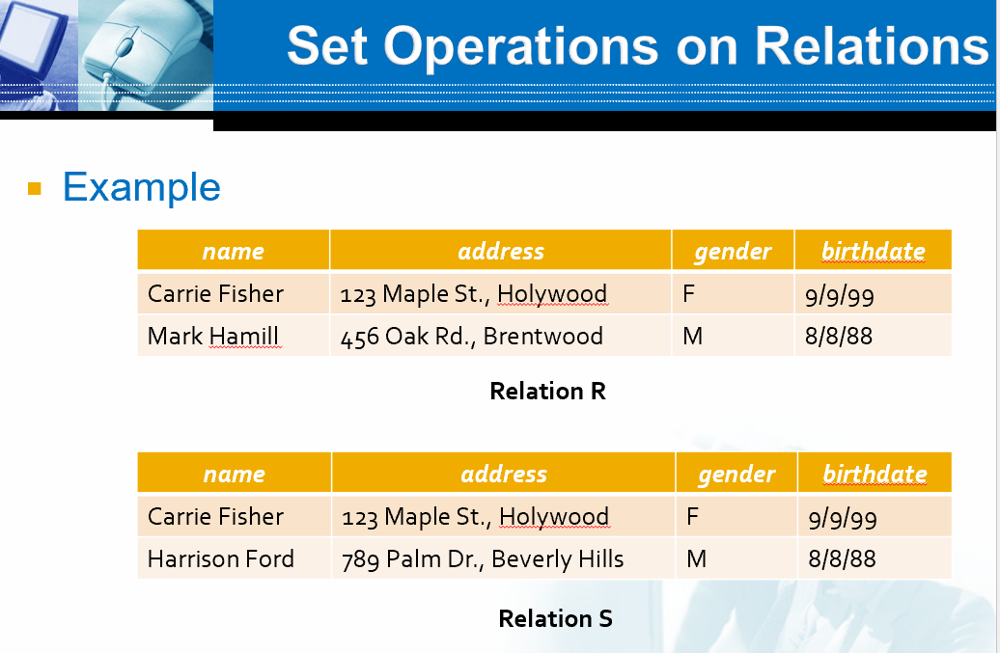 Set Operations on Relations
Example
name address gender birthdate
Carrie Fisher 123 Maple St., Holywood F 9/9/99
Mark Hamill 456 Oak Rd., Brentwood M 8/8/88
Relation R
name address gender birthdate
Carrie Fisher 123 Maple St., Holywood F 9/9/99
Harrison Ford 789 Palm Dr., Beverly Hills M 8/8/88
Relation S